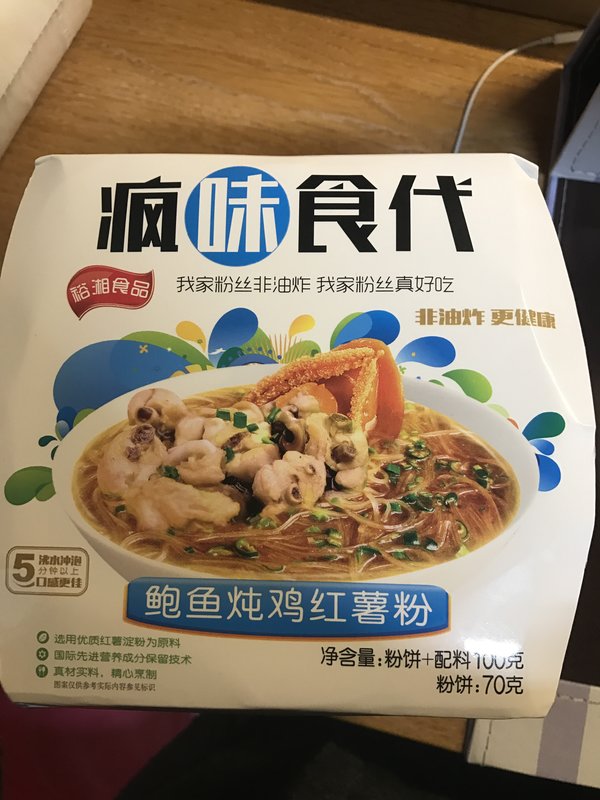 疯味食代
裕湘食品
我家粉丝非油炸 我家粉丝真好吃
非油炸 更健康
5 沸水冲泡
分钟以上
口感更佳
鲍鱼炖鸡红薯粉
选用优质红薯淀粉为原料
国际先进营养成分保留技术
真材实料，精心烹制
图案仅供参考实际内容参见标识
净含量:粉饼+配料100克
粉饼:70克